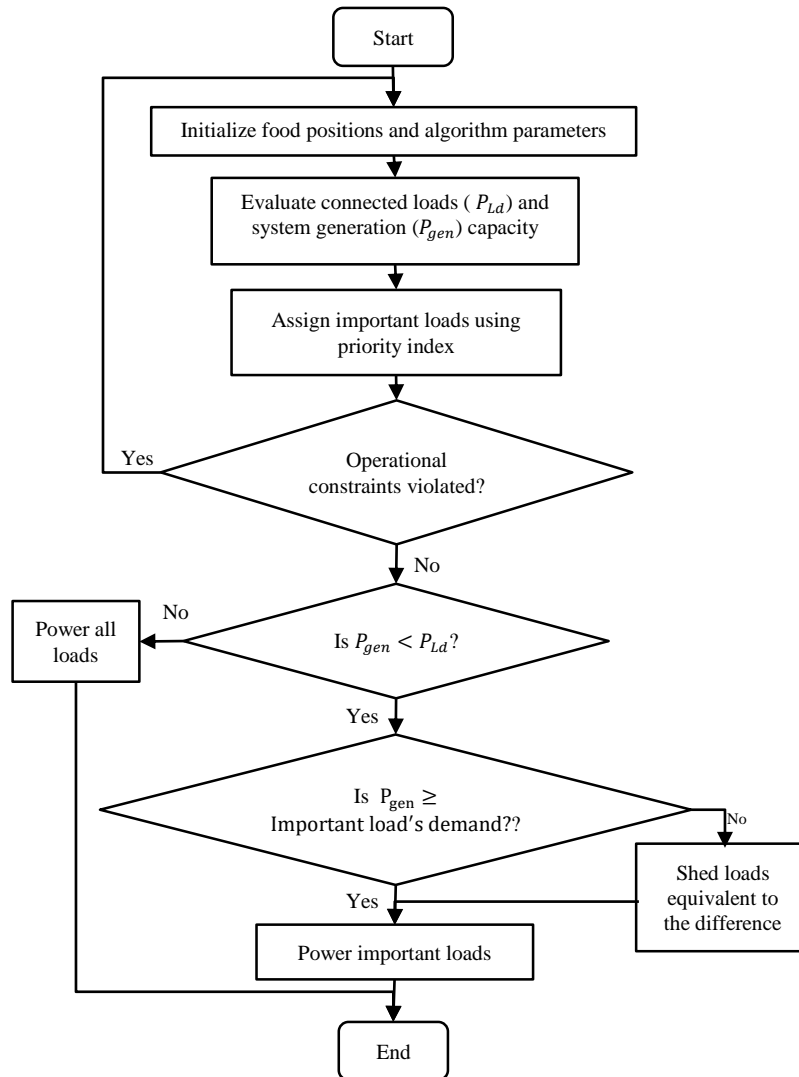 Start
Initialize food positions and algorithm parameters
Evaluate connected loads ( P_Ld) and
system generation (P_gen) capacity
Assign important loads using
priority index
Yes
Operational
constraints violated?
No
No
Power all
loads
Is P_gen < P_Ld?
Yes
Is P_gen ≥
Important load′s demand??
No
Shed loads
equivalent to
the difference
Yes
Power important loads
End